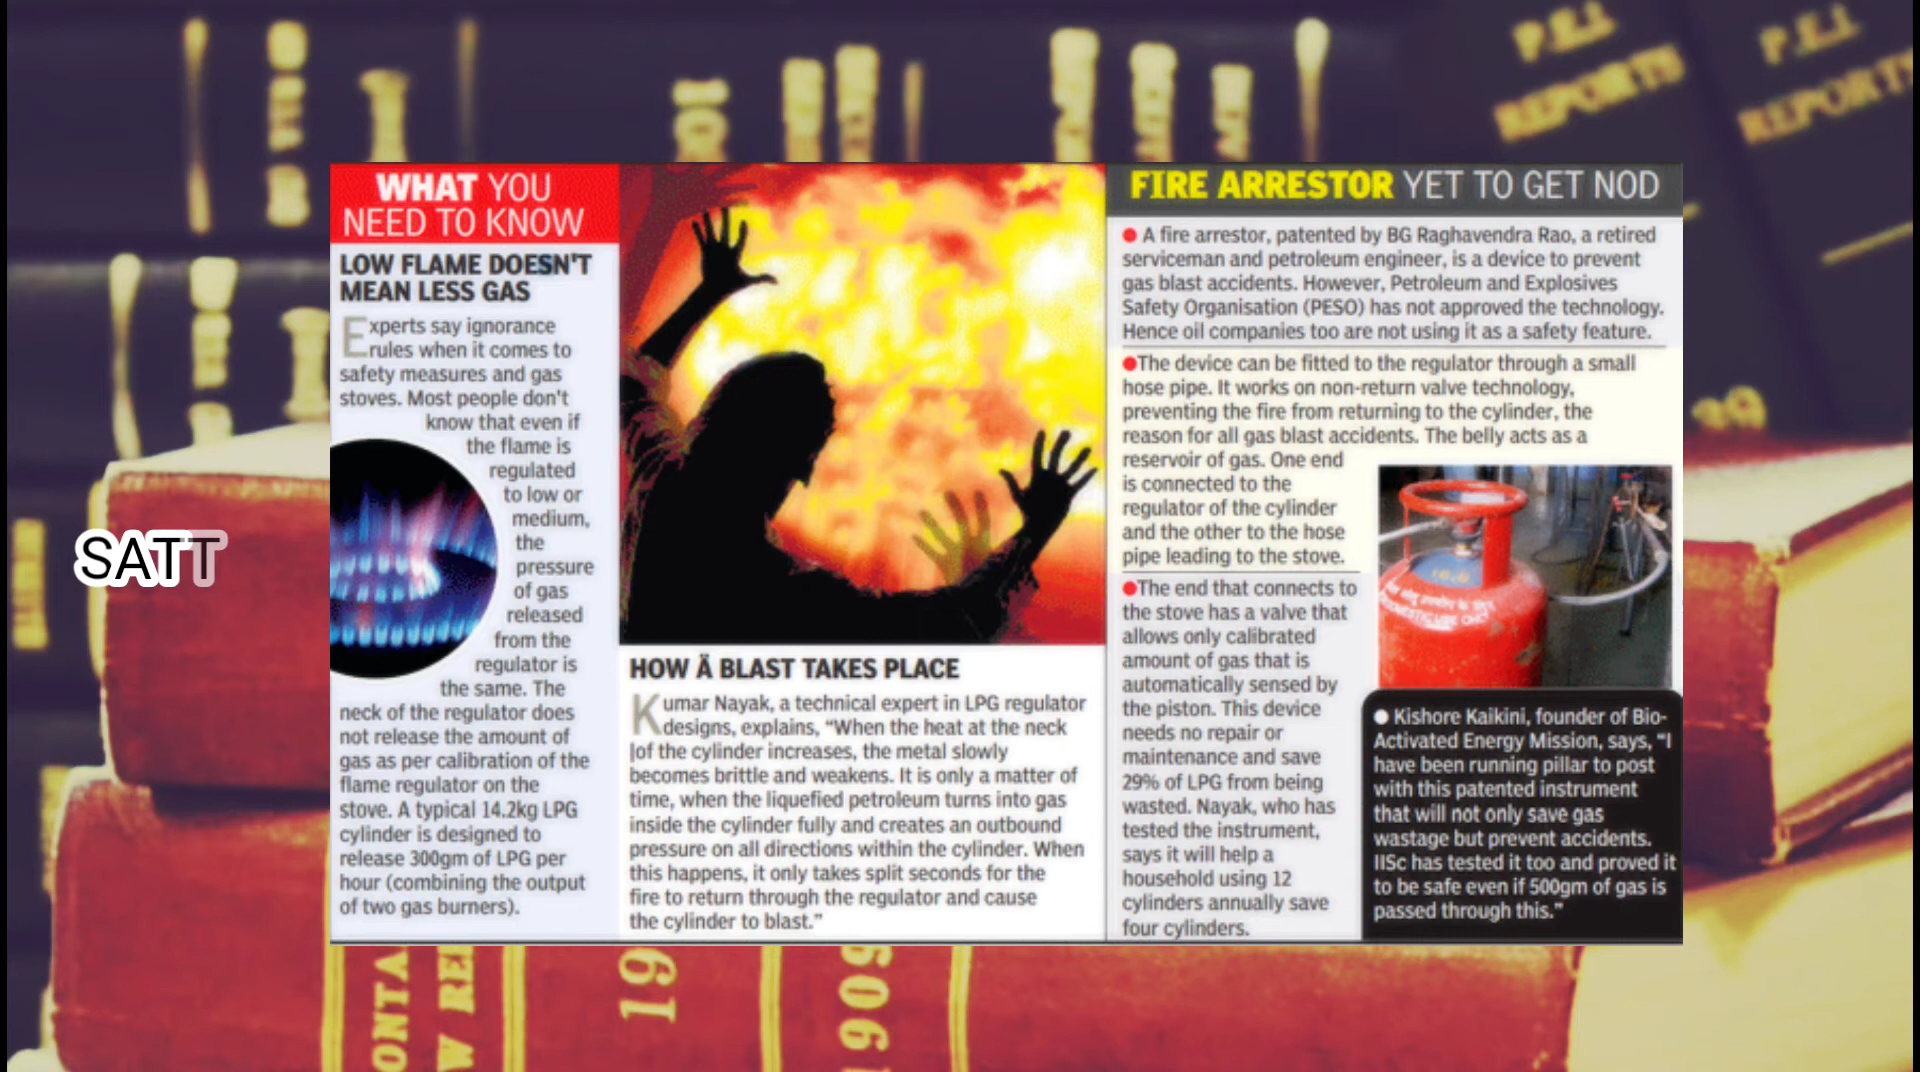 P.E.I.
REPORTS
P.E.I.
REPORTS
SATT
WHAT YOU
NEED TO KNOW
LOW FLAME DOESN'T
MEAN LESS GAS
Experts say ignorance
rules when it comes to
safety measures and gas
stoves. Most people don't
know that even if
the flame is
regulated
to low or
medium,
the
pressure
of gas
released
from the
regulator is
the same. The
neck of the regulator does
not release the amount of
gas as per calibration of the
flame regulator on the
stove. A typical 14.2kg LPG
cylinder is designed to
release 300gm of LPG per
hour (combining the output
of two gas burners).
HOW Ä BLAST TAKES PLACE
Kumar Nayak, a technical expert in LPG regulator
designs, explains, “When the heat at the neck
of the cylinder increases, the metal slowly
becomes brittle and weakens. It is only a matter of
time, when the liquefied petroleum turns into gas
inside the cylinder fully and creates an outbound
pressure on all directions within the cylinder. When
this happens, it only takes split seconds for the
fire to return through the regulator and cause
the cylinder to blast.”
FIRE ARRESTOR YET TO GET NOD
● A fire arrestor, patented by BG Raghavendra Rao, a retired
serviceman and petroleum engineer, is a device to prevent
gas blast accidents. However, Petroleum and Explosives
Safety Organisation (PESO) has not approved the technology.
Hence oil companies too are not using it as a safety feature.
●The device can be fitted to the regulator through a small
hose pipe. It works on non-return valve technology,
preventing the fire from returning to the cylinder, the
reason for all gas blast accidents. The belly acts as a
reservoir of gas. One end
is connected to the
regulator of the cylinder
and the other to the hose
pipe leading to the stove.
●The end that connects to
the stove has a valve that
allows only calibrated
amount of gas that is
automatically sensed by
the piston. This device
needs no repair or
maintenance and save
29% of LPG from being
wasted. Nayak, who has
tested the instrument,
says it will help a
household using 12
cylinders annually save
four cylinders.
● Kishore Kaikini, founder of Bio-
Activated Energy Mission, says, “I
have been running pillar to post
with this patented instrument
that will not only save gas
wastage but prevent accidents.
IISc has tested it too and proved it
to be safe even if 500gm of gas is
passed through this.”
ONTA
W RE
19
1909